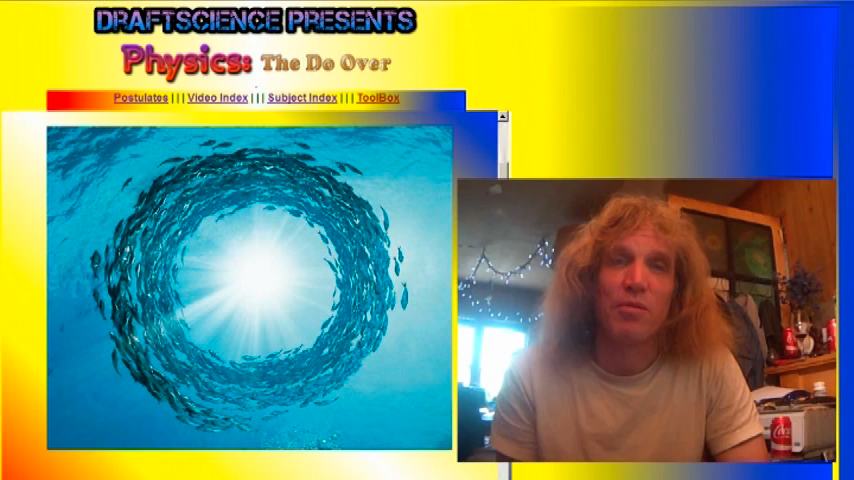 DRAFTSCIENCE PRESENTS
Physics: The Do Over
Postulates | | | Video Index | | | Subject Index | | | ToolBox